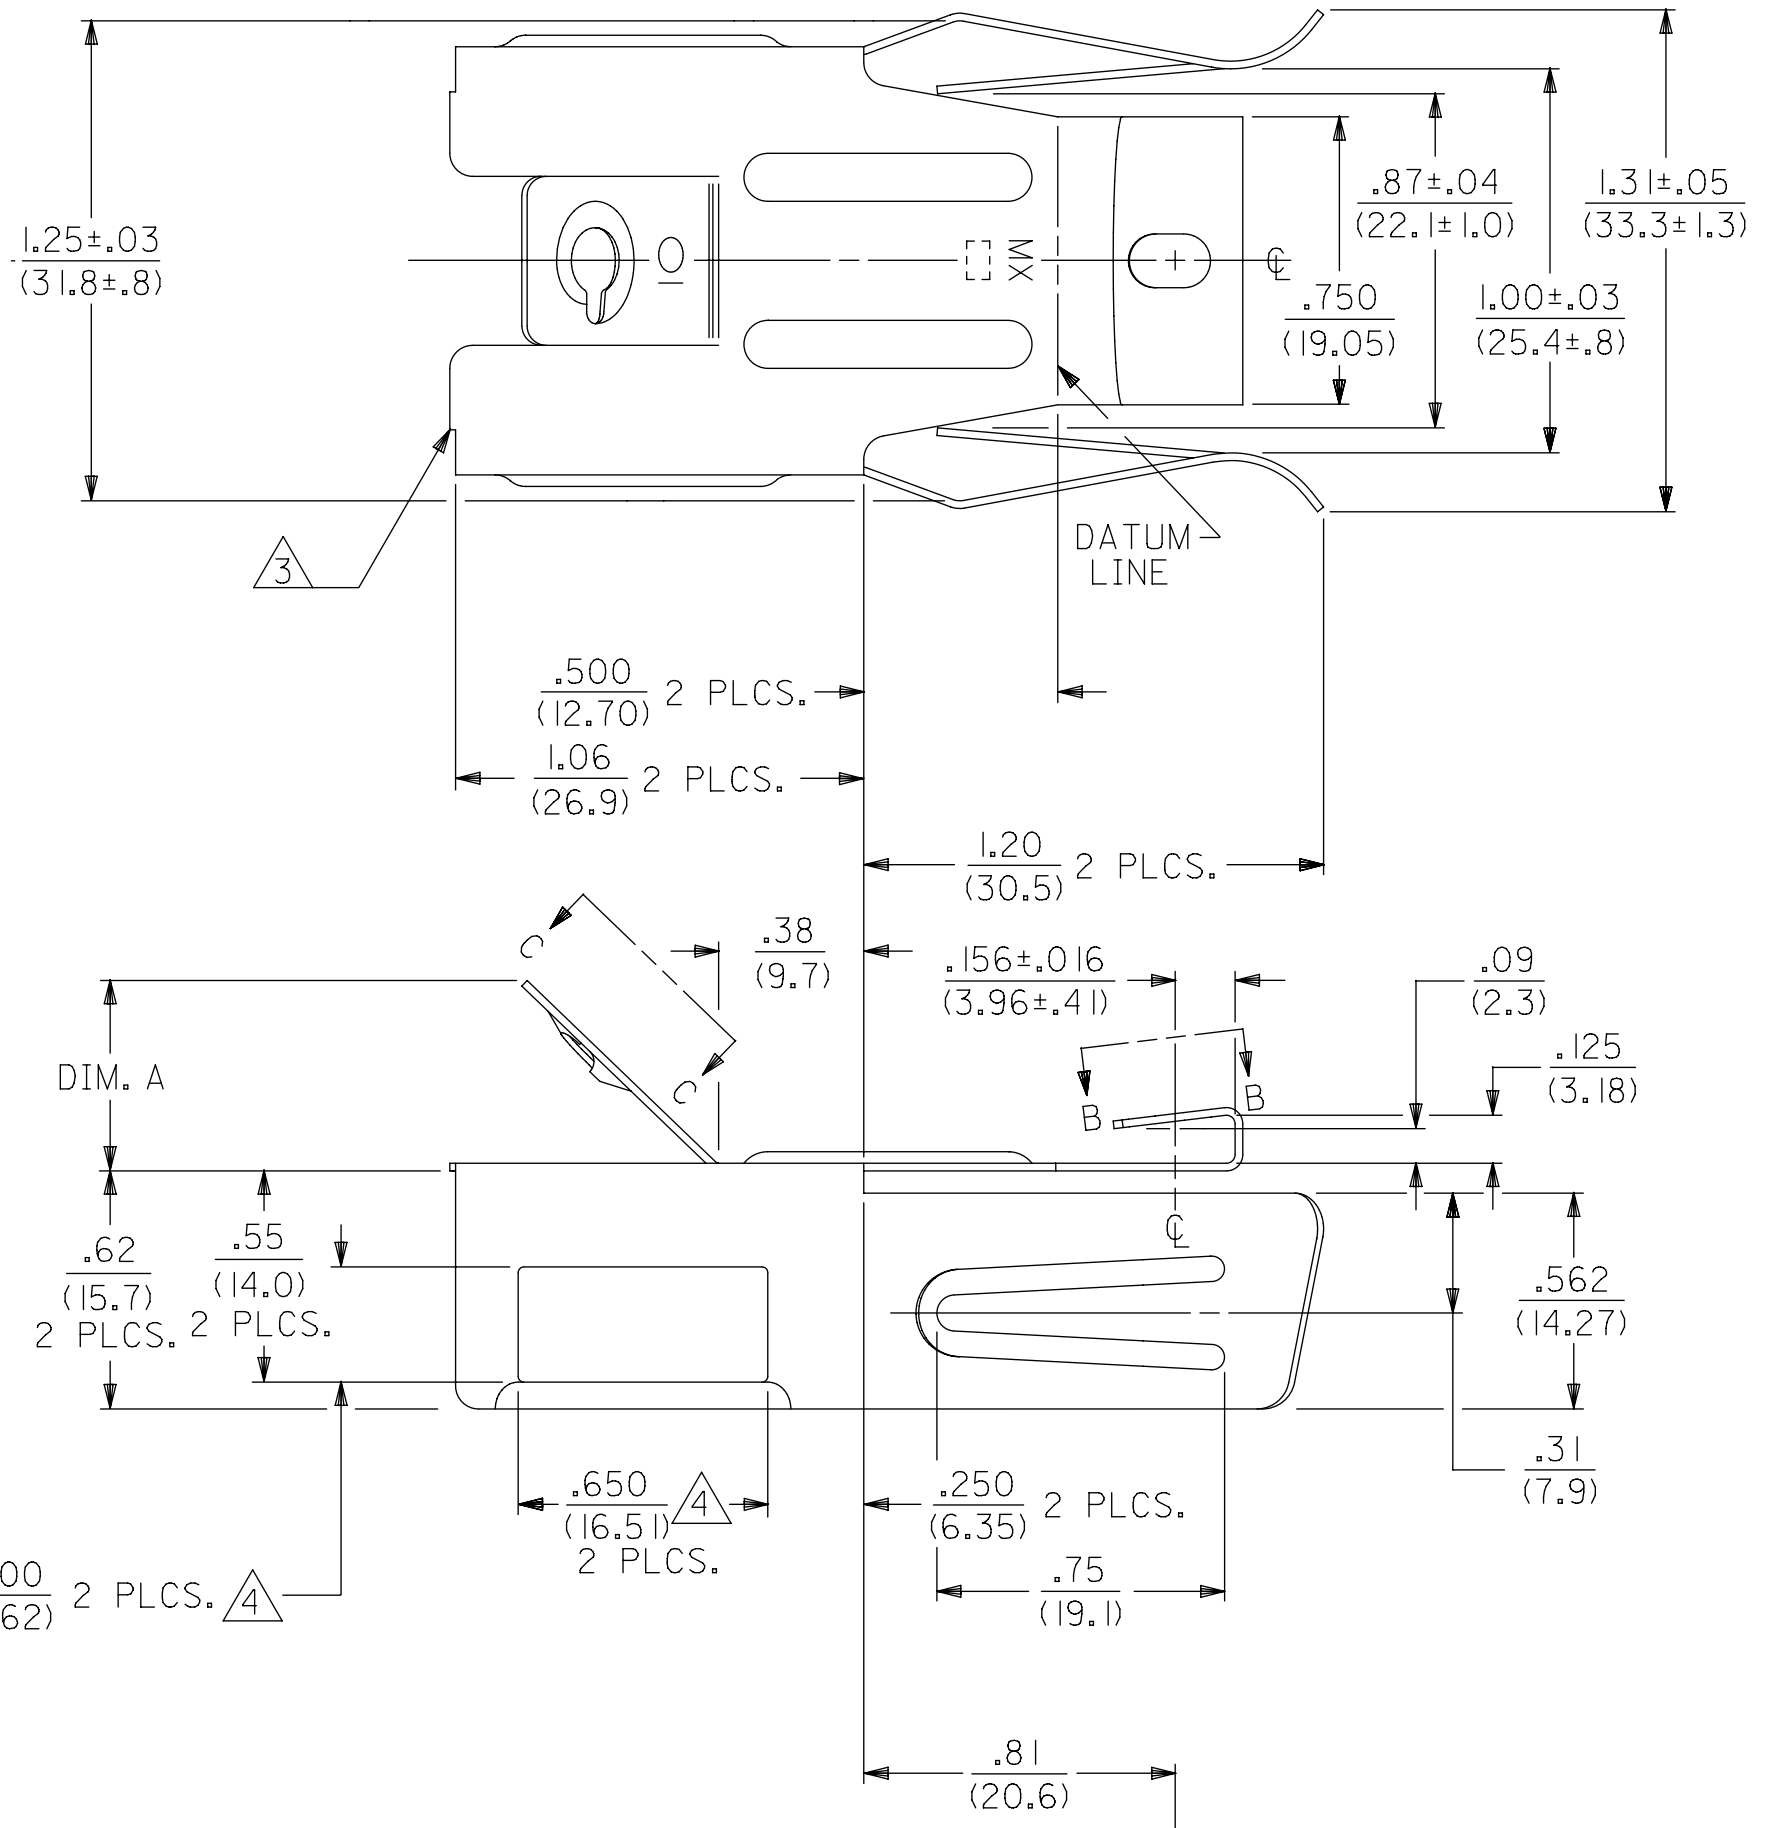 1.25±.03
(31.8±.8)
.87±.04
(22.1±1.0)
1.31±.05
(33.3±1.3)
.750
(19.05)
1.00±.03
(25.4±.8)
MX
℄
DATUM
LINE
3
.500
(12.70) 2 PLCS.
1.06
(26.9) 2 PLCS.
1.20
(30.5) 2 PLCS.
.38
(9.7)
.156±.016
(3.96±.41)
.09
(2.3)
.125
(3.18)
C
C
B
B
DIM. A
℄
.62
(15.7)
2 PLCS.
.55
(14.0)
2 PLCS.
.562
(14.27)
.31
(7.9)
.650
(16.51)
2 PLCS.
4
.250
(6.35) 2 PLCS.
00
62) 2 PLCS. 4
.75
(19.1)
.81
(20.6)